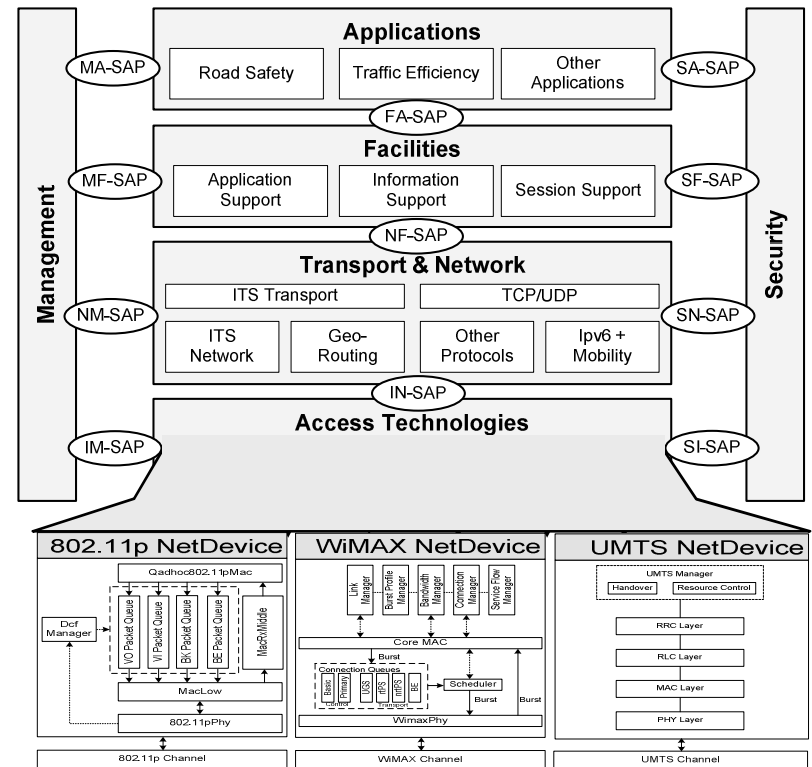 Applications
MA-SAP
Road Safety
Traffic Efficiency
Other
Applications
SA-SAP
FA-SAP
Facilities
MF-SAP
Application
Support
Information
Support
Session Support
SF-SAP
NF-SAP
Management
Security
Transport & Network
ITS Transport
TCP/UDP
NM-SAP
ITS
Network
Geo-
Routing
Other
Protocols
Ipv6 +
Mobility
SN-SAP
IN-SAP
Access Technologies
IM-SAP
SI-SAP
802.11p NetDevice
Qadhoc802.11pMac
Dcf
Manager
VO Packet Queue
VI Packet Queue
BK Packet Queue
BE Packet Queue
MacRxMiddle
MacLow
802.11pPhy
802.11p Channel
WiMAX NetDevice
Link
Manager
Burst Profile
Manager
Bandwidth
Manager
Connection
Manager
Service Flow
Manager
Core MAC
Burst
Connection Queues
Basic
Primary
UGS
rtPS
nrtPS
BE
Control
Transport
Scheduler
Burst
Burst
WimaxPhy
WiMAX Channel
UMTS NetDevice
UMTS Manager
Handover
Resource Control
RRC Layer
RLC Layer
MAC Layer
PHY Layer
UMTS Channel